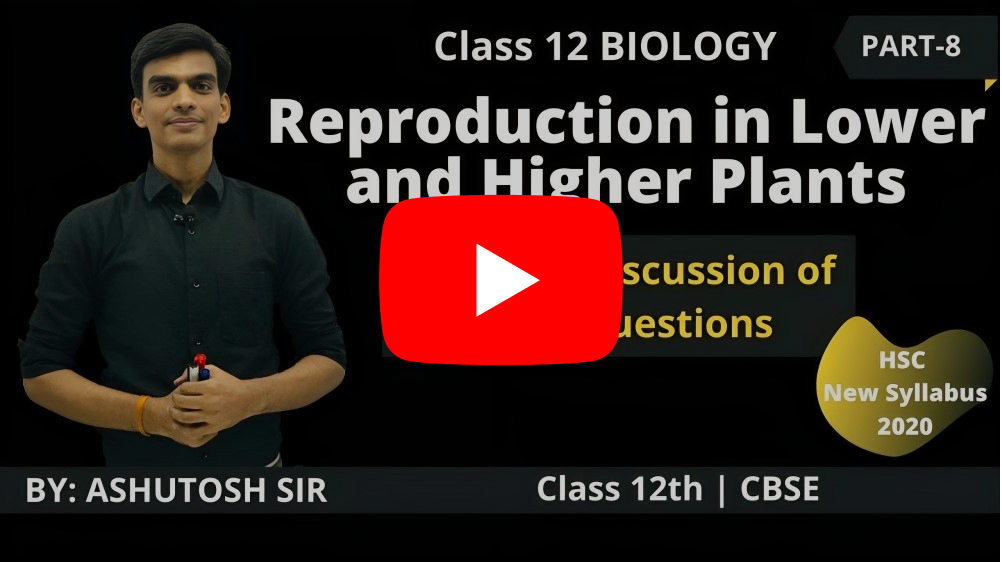 Class 12 BIOLOGY
PART-8
Reproduction in Lower
and Higher Plants
of
HSC
New Syllabus
2020
BY: ASHUTOSH SIR
Class 12th | CBSE